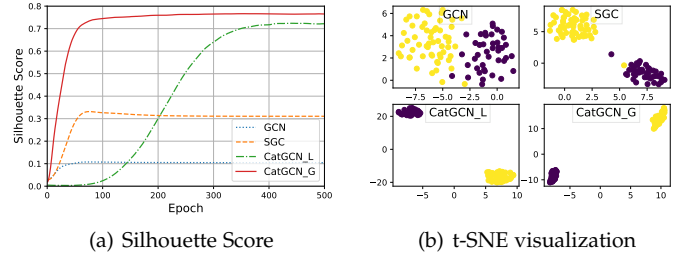 0.8
0.7
0.6
0.5
0.4
0.3
0.2
0.1
0.0
Silhouette Score
0 100 200 300 400 500
Epoch
GCN
SGC
CatGCN_L
CatGCN_G
(a) Silhouette Score
GCN
6
4
2
0
−7.5 −5.0 −2.5 0.0
SGC
5
0
0.0 2.5 5.0 7.5
CatGCN_L
20
0
−20
−10 −5 0 5 10
CatGCN_G
10
0
−10
−5 0 5 10
(b) t-SNE visualization